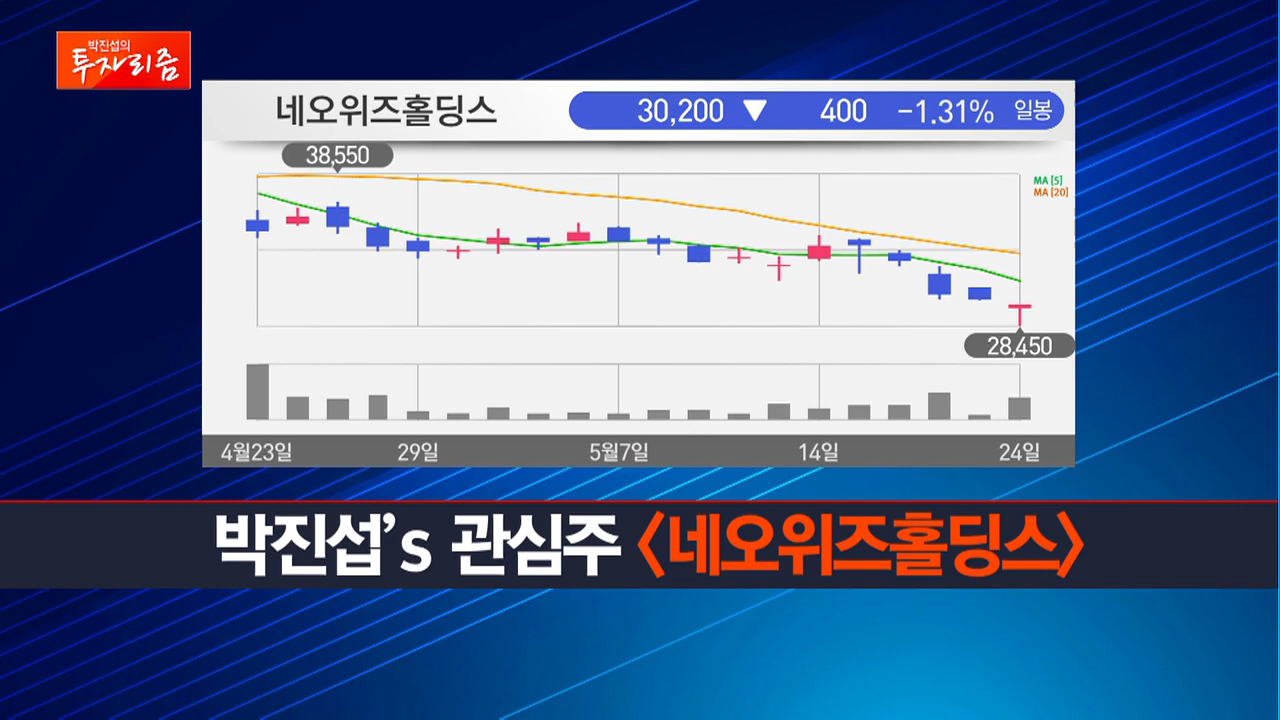 박진섭의
투자리듬
네오위즈홀딩스 30,200 ▼ 400 -1.31% 일봉
38,550
MA [5]
MA [20]
28,450
4월23일 29일 5월7일 14일 24일
박진섭's 관심주 <네오위즈홀딩스>